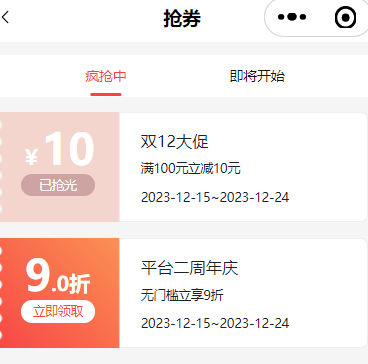 抢券
疯抢中 即将开始
¥10
已抢光
双12大促
满100元立减10元
2023-12-15~2023-12-24
9.0折
立即领取
平台二周年庆
无门槛立享9折
2023-12-15~2023-12-24